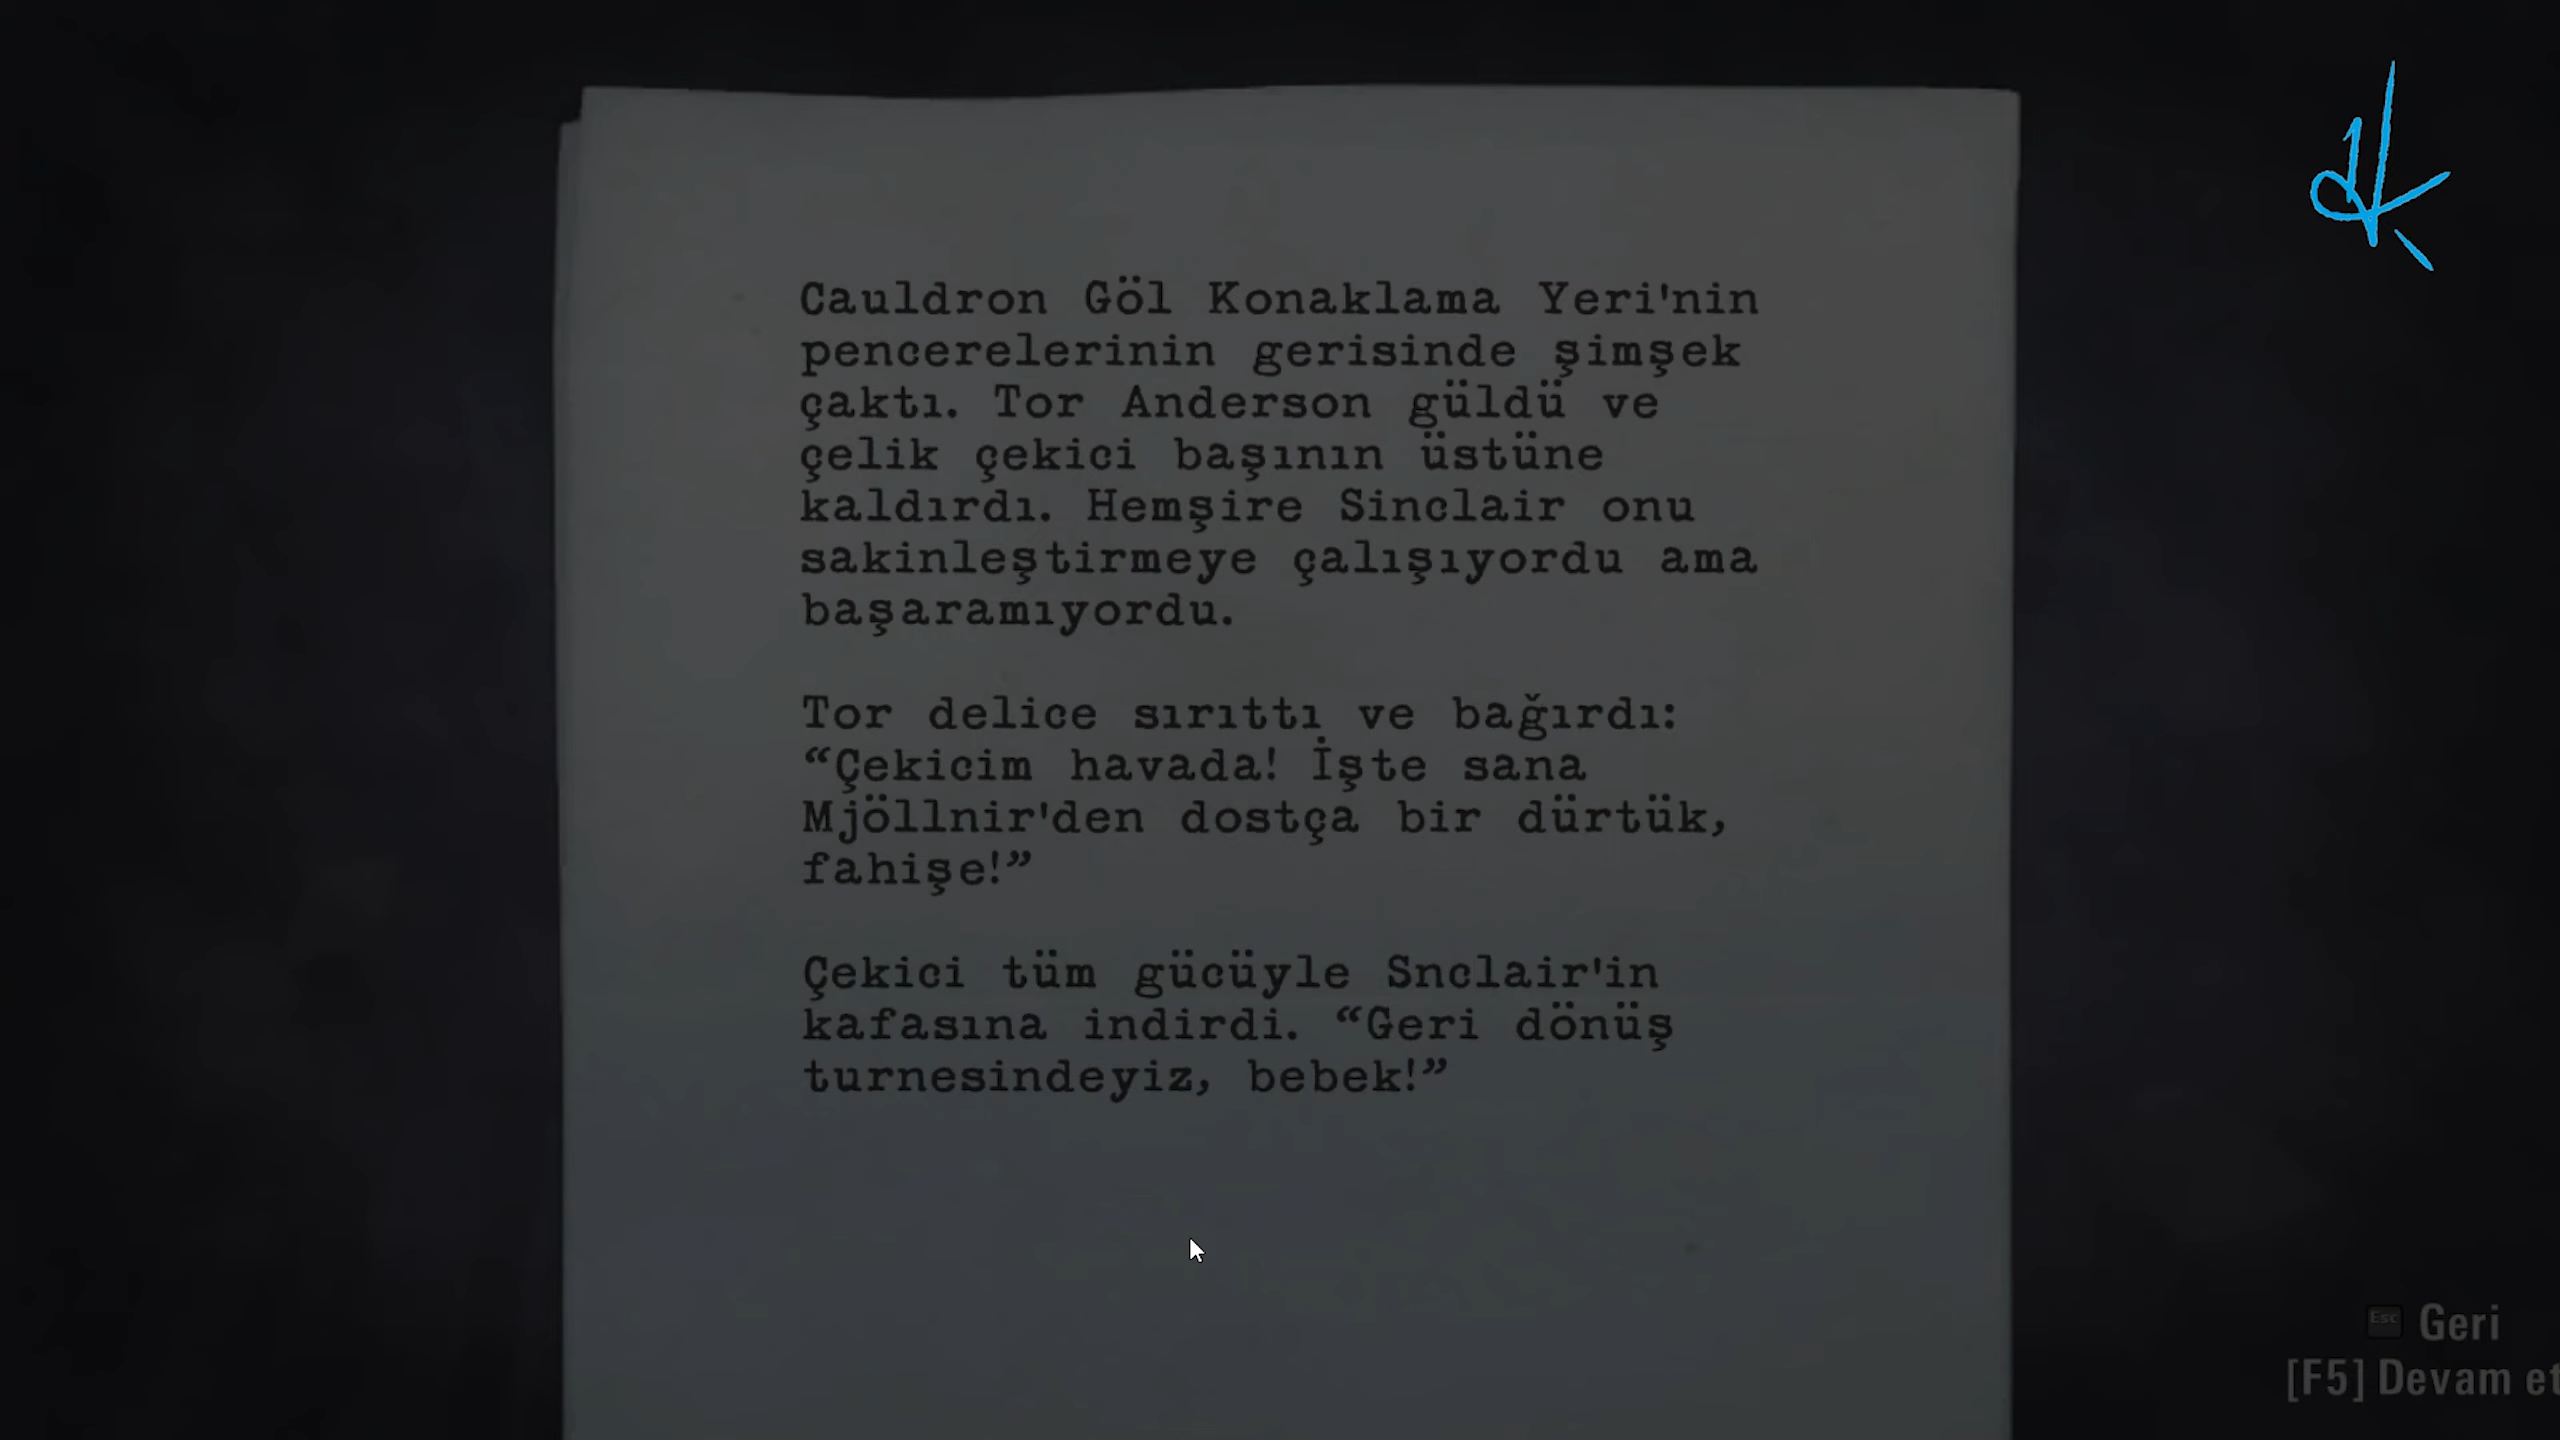 Cauldron Göl Konaklama Yeri'nin
pencerelerinin gerisinde şimşek
çaktı. Tor Anderson güldü ve
çelik çekici başının üstüne
kaldırdı. Hemşire Sinclair onu
sakinleştirmeye çalışıyordu ama
başaramıyordu.
Tor delice sırıttı ve bağırdı:
“Çekicim havada! İşte sana
Mjöllnir'den dostça bir dürtük,
fahişe!”
Çekici tüm gücüyle Snclair'in
kafasına indirdi. “Geri dönüş
turnesindeyiz, bebek!”
Esc Geri
[F5] Devam et